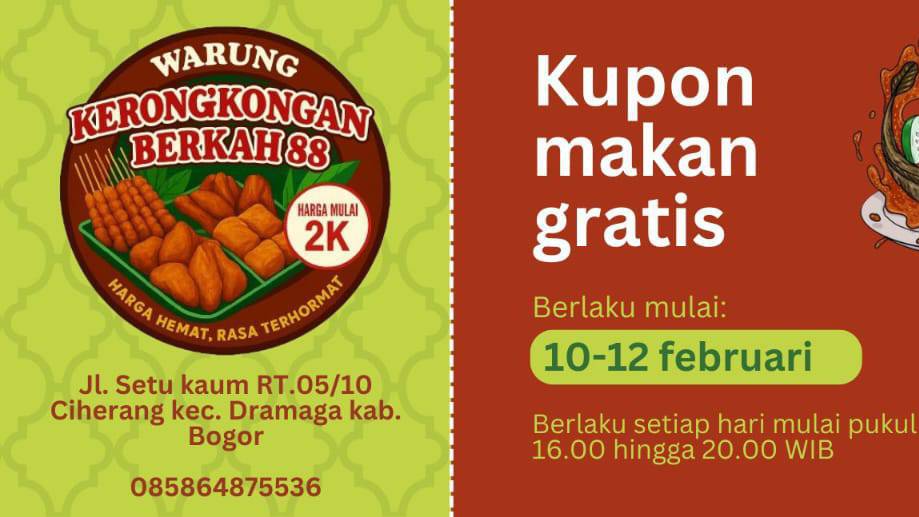 WARUNG
KERONGKONGAN
BERKAH 88
HARGA MULAI
2K
HARGA HEMAT, RASA TERHORMAT
Jl. Setu kaum RT.05/10
Ciherang kec. Dramaga kab.
Bogor
085864875536
Kupon
makan
gratis
Berlaku mulai:
10-12 februari
Berlaku setiap hari mulai pukul
16.00 hingga 20.00 WIB